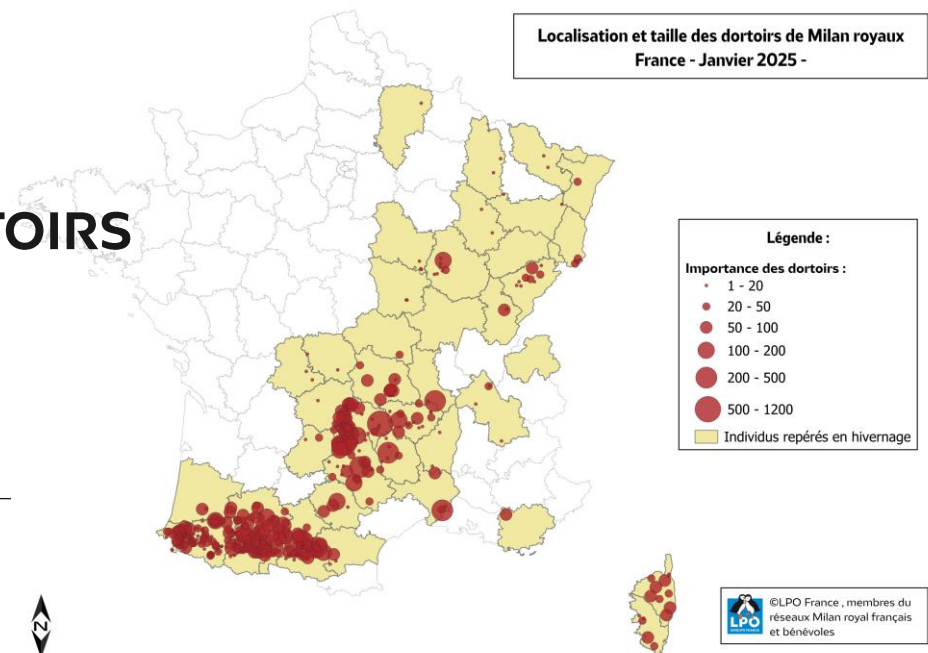 Localisation et taille des dortoirs de Milan royaux
France - Janvier 2025 -
TOIRS
Légende :
Importance des dortoirs :
1 - 20
20 - 50
50 - 100
100 - 200
200 - 500
500 - 1200
Individus repérés en hivernage
N
LPO
©LPO France , membres du
réseaux Milan royal français
et bénévoles